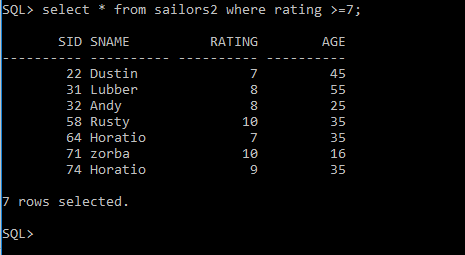 SQL> select * from sailors2 where rating >=7;
SID SNAME RATING AGE
---------- ---------- ---------- ----------
22 Dustin 7 45
31 Lubber 8 55
32 Andy 8 25
58 Rusty 10 35
64 Horatio 7 35
71 zorba 10 16
74 Horatio 9 35
7 rows selected.
SQL>